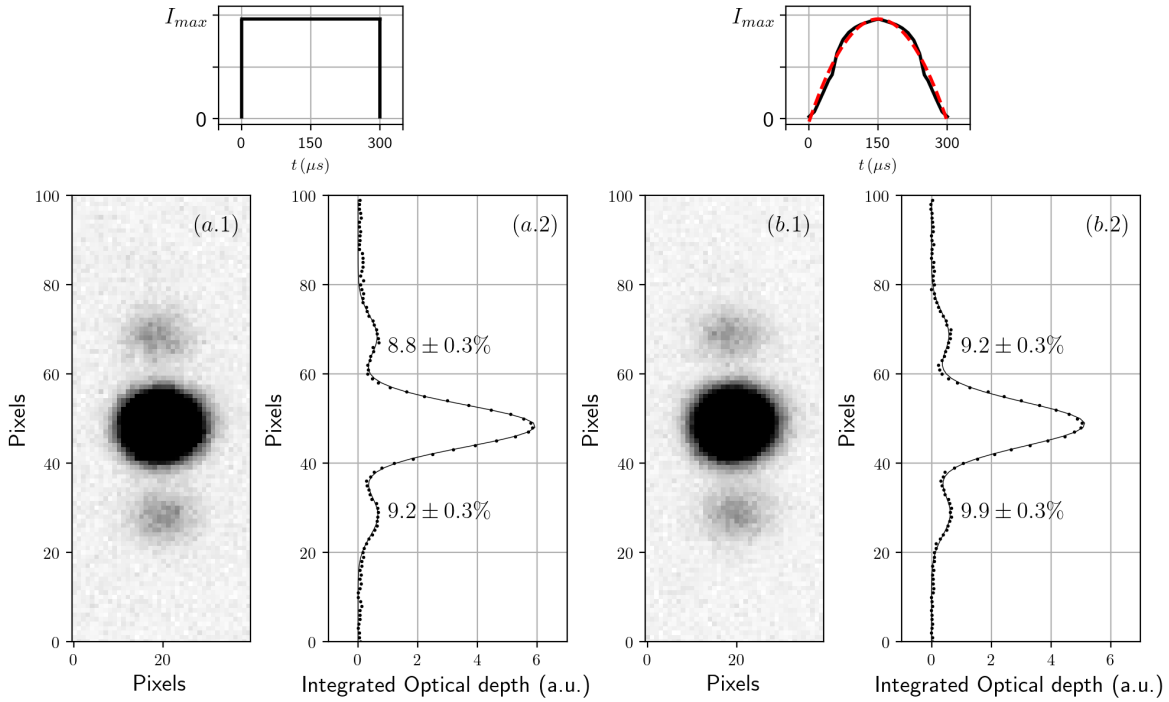 I_max
0
0 150 300
t (μs)
I_max
0
0 150 300
t (μs)
100
80
60
40
20
0
0 20
Pixels
Pixels
(a.1)
100
80
60
40
20
0
0 2 4 6
Pixels
Integrated Optical depth (a.u.)
(a.2)
8.8 ± 0.3%
9.2 ± 0.3%
100
80
60
40
20
0
0 20
Pixels
Pixels
(b.1)
100
80
60
40
20
0
0 2 4 6
Pixels
Integrated Optical depth (a.u.)
(b.2)
9.2 ± 0.3%
9.9 ± 0.3%